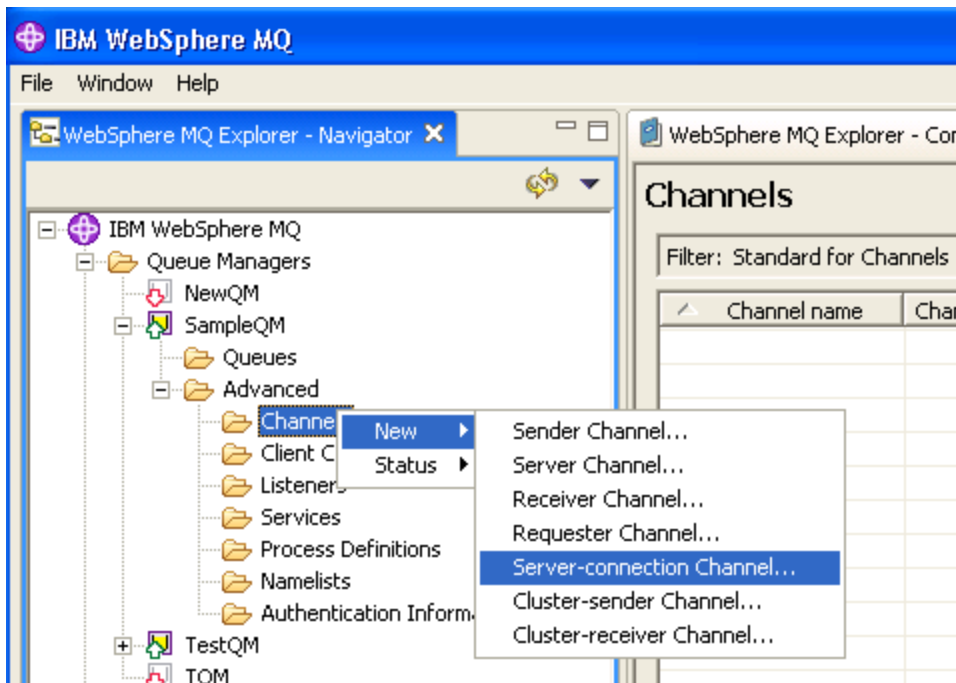 IBM WebSphere MQ
File Window Help
WebSphere MQ Explorer - Navigator
WebSphere MQ Explorer - Con
Channels
Filter: Standard for Channels
Channel name
Chan
IBM WebSphere MQ
Queue Managers
NewQM
SampleQM
Queues
Advanced
Channe
Client C
Listeners
Services
Process Definitions
Namelists
Authentication Inform
TestQM
TQM
New
Status
Sender Channel...
Server Channel...
Receiver Channel...
Requester Channel...
Server-connection Channel...
Cluster-sender Channel...
Cluster-receiver Channel...